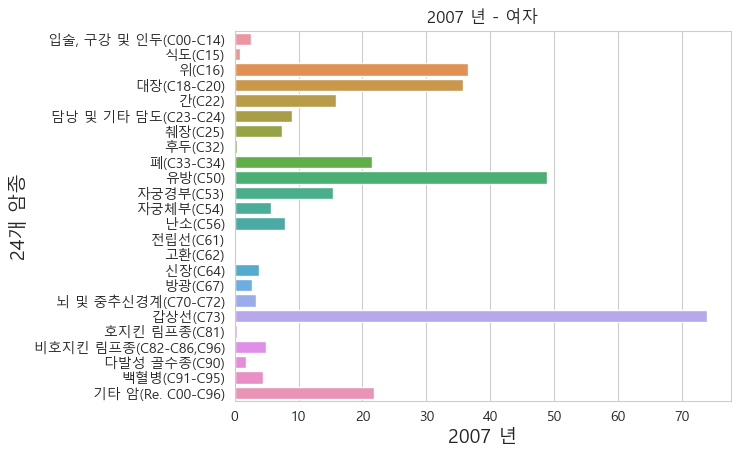 2007 년 - 여자
입술, 구강 및 인두(C00-C14)
식도(C15)
위(C16)
대장(C18-C20)
간(C22)
담낭 및 기타 담도(C23-C24)
췌장(C25)
후두(C32)
폐(C33-C34)
유방(C50)
자궁경부(C53)
자궁체부(C54)
난소(C56)
전립선(C61)
고환(C62)
신장(C64)
방광(C67)
뇌 및 중추신경계(C70-C72)
갑상선(C73)
호지킨 림프종(C81)
비호지킨 림프종(C82-C86,C96)
다발성 골수종(C90)
백혈병(C91-C95)
기타 암(Re. C00-C96)
24개 암종
0 10 20 30 40 50 60 70
2007 년